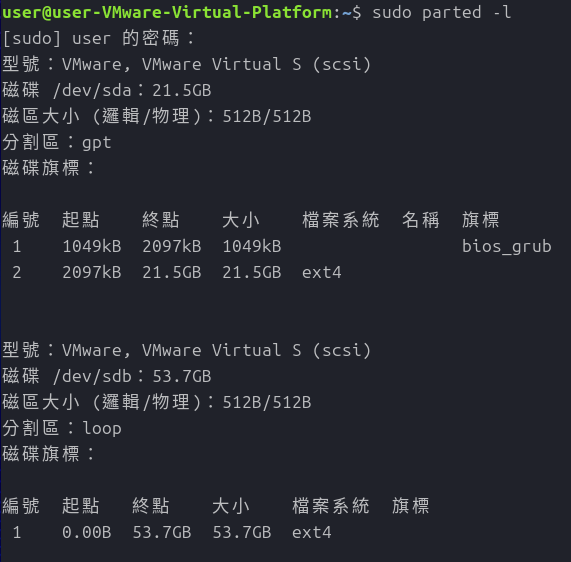 user@user-VMware-Virtual-Platform:~$ sudo parted -l
[sudo] user 的密碼：
型號：VMware, VMware Virtual S (scsi)
磁碟 /dev/sda：21.5GB
磁區大小 (邏輯/物理)：512B/512B
分割區：gpt
磁碟旗標：
編號 起點 終點 大小 檔案系統 名稱 旗標
1 1049kB 2097kB 1049kB bios_grub
2 2097kB 21.5GB 21.5GB ext4
型號：VMware, VMware Virtual S (scsi)
磁碟 /dev/sdb：53.7GB
磁區大小 (邏輯/物理)：512B/512B
分割區：loop
磁碟旗標：
編號 起點 終點 大小 檔案系統 旗標
1 0.00B 53.7GB 53.7GB ext4